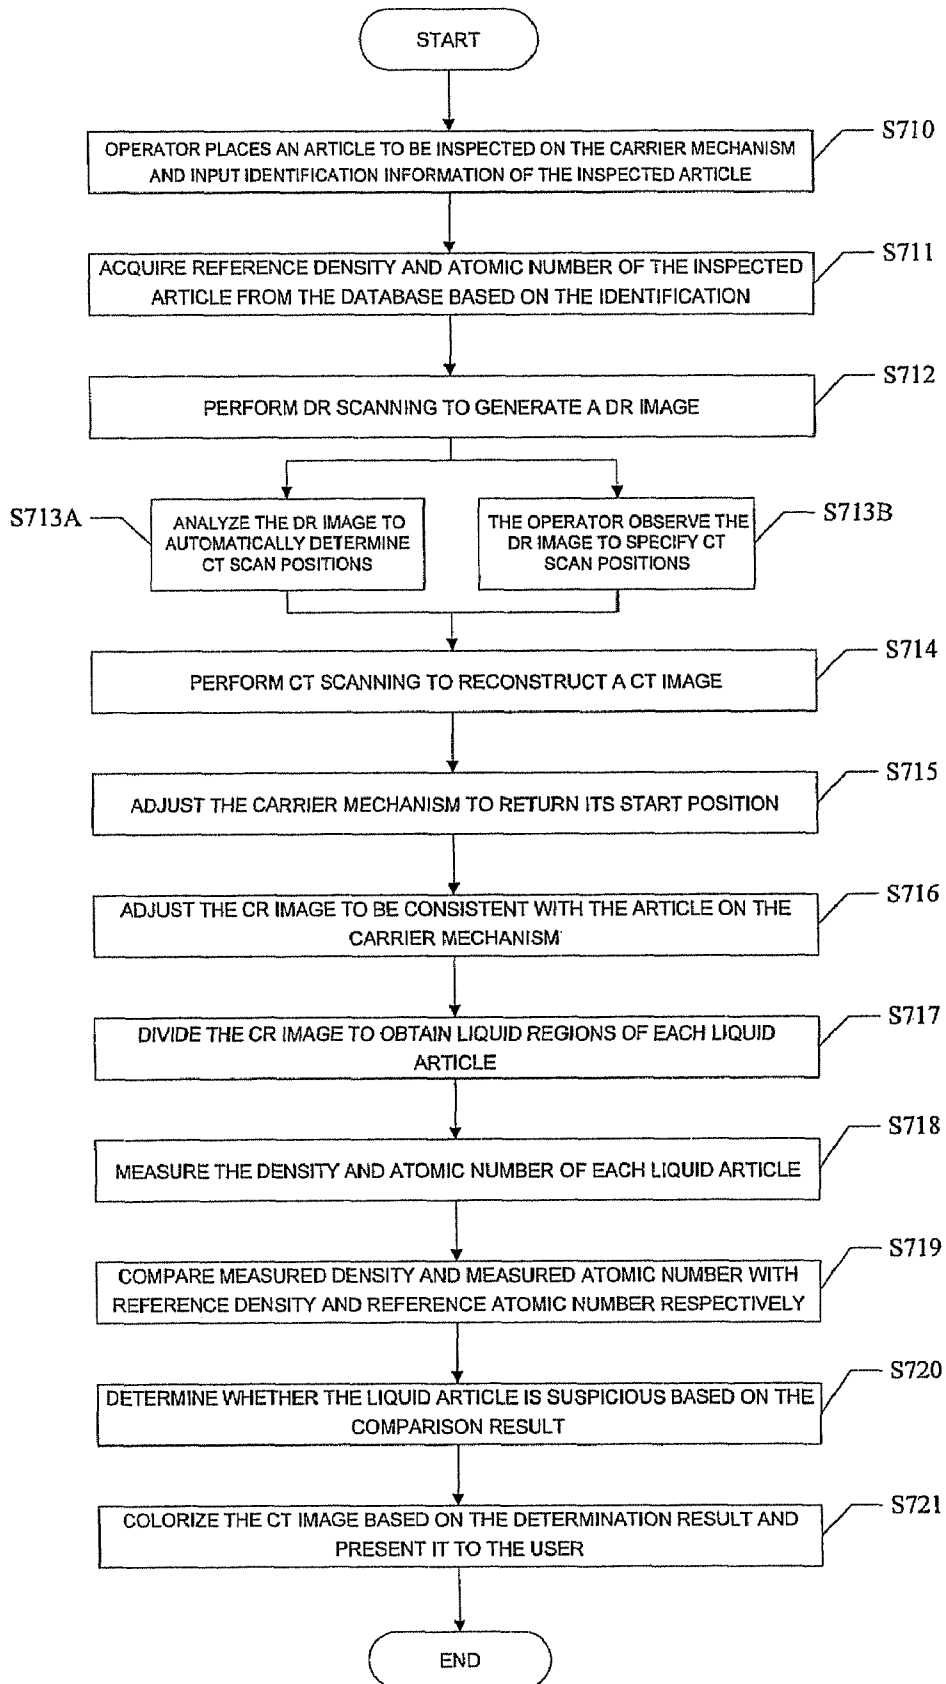 START
S710
OPERATOR PLACES AN ARTICLE TO BE INSPECTED ON THE CARRIER MECHANISM
AND INPUT IDENTIFICATION INFORMATION OF THE INSPECTED ARTICLE
S711
ACQUIRE REFERENCE DENSITY AND ATOMIC NUMBER OF THE INSPECTED
ARTICLE FROM THE DATABASE BASED ON THE IDENTIFICATION
S712
PERFORM DR SCANNING TO GENERATE A DR IMAGE
S713A
ANALYZE THE DR IMAGE TO
AUTOMATICALLY DETERMINE
CT SCAN POSITIONS
S713B
THE OPERATOR OBSERVE THE
DR IMAGE TO SPECIFY CT
SCAN POSITIONS
S714
PERFORM CT SCANNING TO RECONSTRUCT A CT IMAGE
S715
ADJUST THE CARRIER MECHANISM TO RETURN ITS START POSITION
S716
ADJUST THE CR IMAGE TO BE CONSISTENT WITH THE ARTICLE ON THE
CARRIER MECHANISM
S717
DIVIDE THE CR IMAGE TO OBTAIN LIQUID REGIONS OF EACH LIQUID
ARTICLE
S718
MEASURE THE DENSITY AND ATOMIC NUMBER OF EACH LIQUID ARTICLE
S719
COMPARE MEASURED DENSITY AND MEASURED ATOMIC NUMBER WITH
REFERENCE DENSITY AND REFERENCE ATOMIC NUMBER RESPECTIVELY
S720
DETERMINE WHETHER THE LIQUID ARTICLE IS SUSPICIOUS BASED ON THE
COMPARISON RESULT
S721
COLORIZE THE CT IMAGE BASED ON THE DETERMINATION RESULT AND
PRESENT IT TO THE USER
END